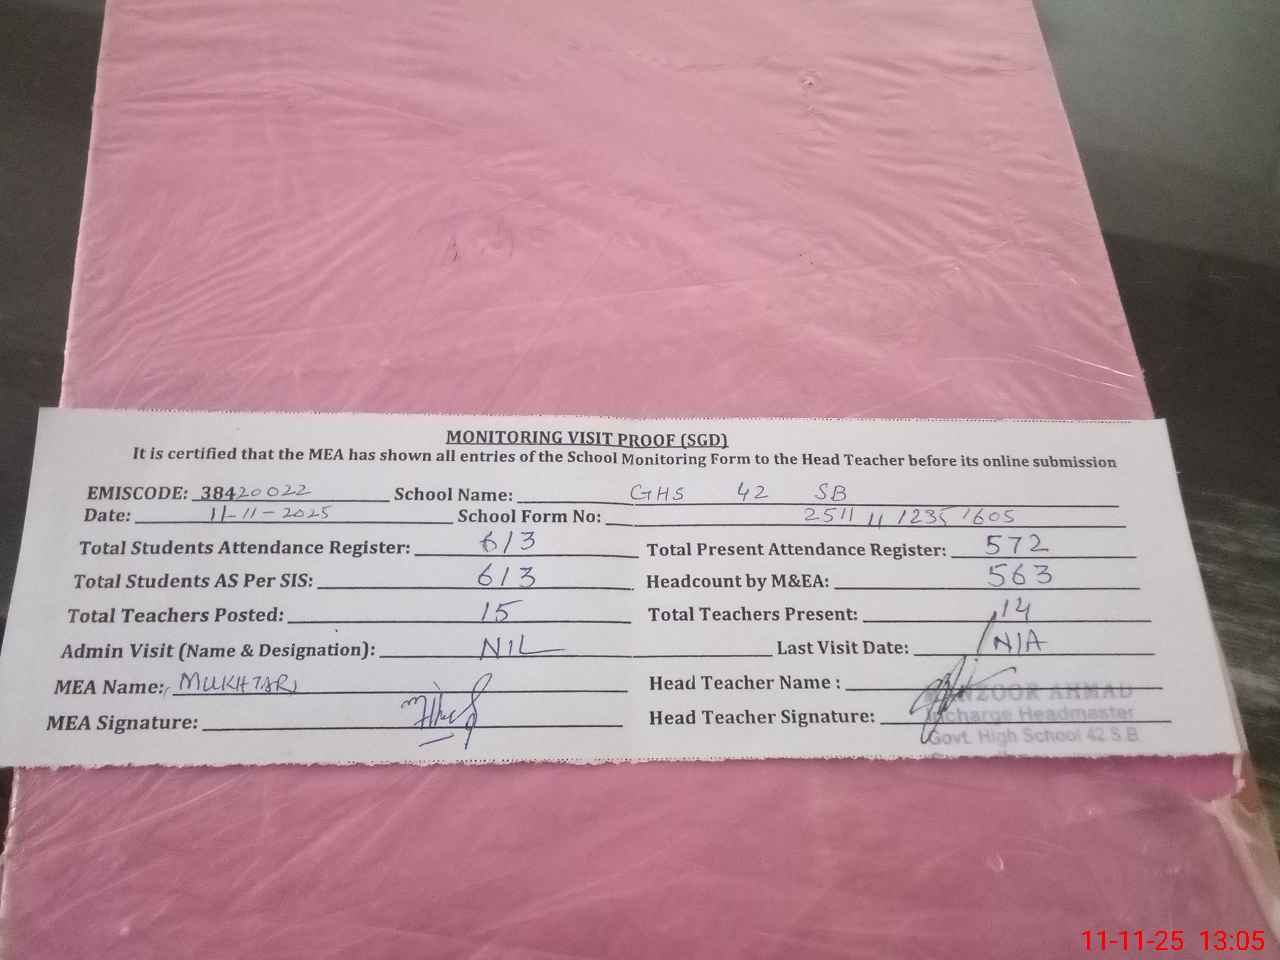 MONITORING VISIT PROOF (SGD)
It is certified that the MEA has shown all entries of the School Monitoring Form to the Head Teacher before its online submission
EMISCODE: 38420022 School Name: GHS 42 SB
Date: 11-11-2025 School Form No: 2511 11 1235 1605
Total Students Attendance Register: 613 Total Present Attendance Register: 572
Total Students AS Per SIS: 613 Headcount by M&EA: 563
Total Teachers Posted: 15 Total Teachers Present: 14
Admin Visit (Name & Designation): NIL Last Visit Date: N/A
MEA Name: MUKHTAR Head Teacher Name : MANZOOR AHMAD
MEA Signature: Head Teacher Signature: Incharge Headmaster
Govt. High School 42 S.B.
11-11-25 13:05